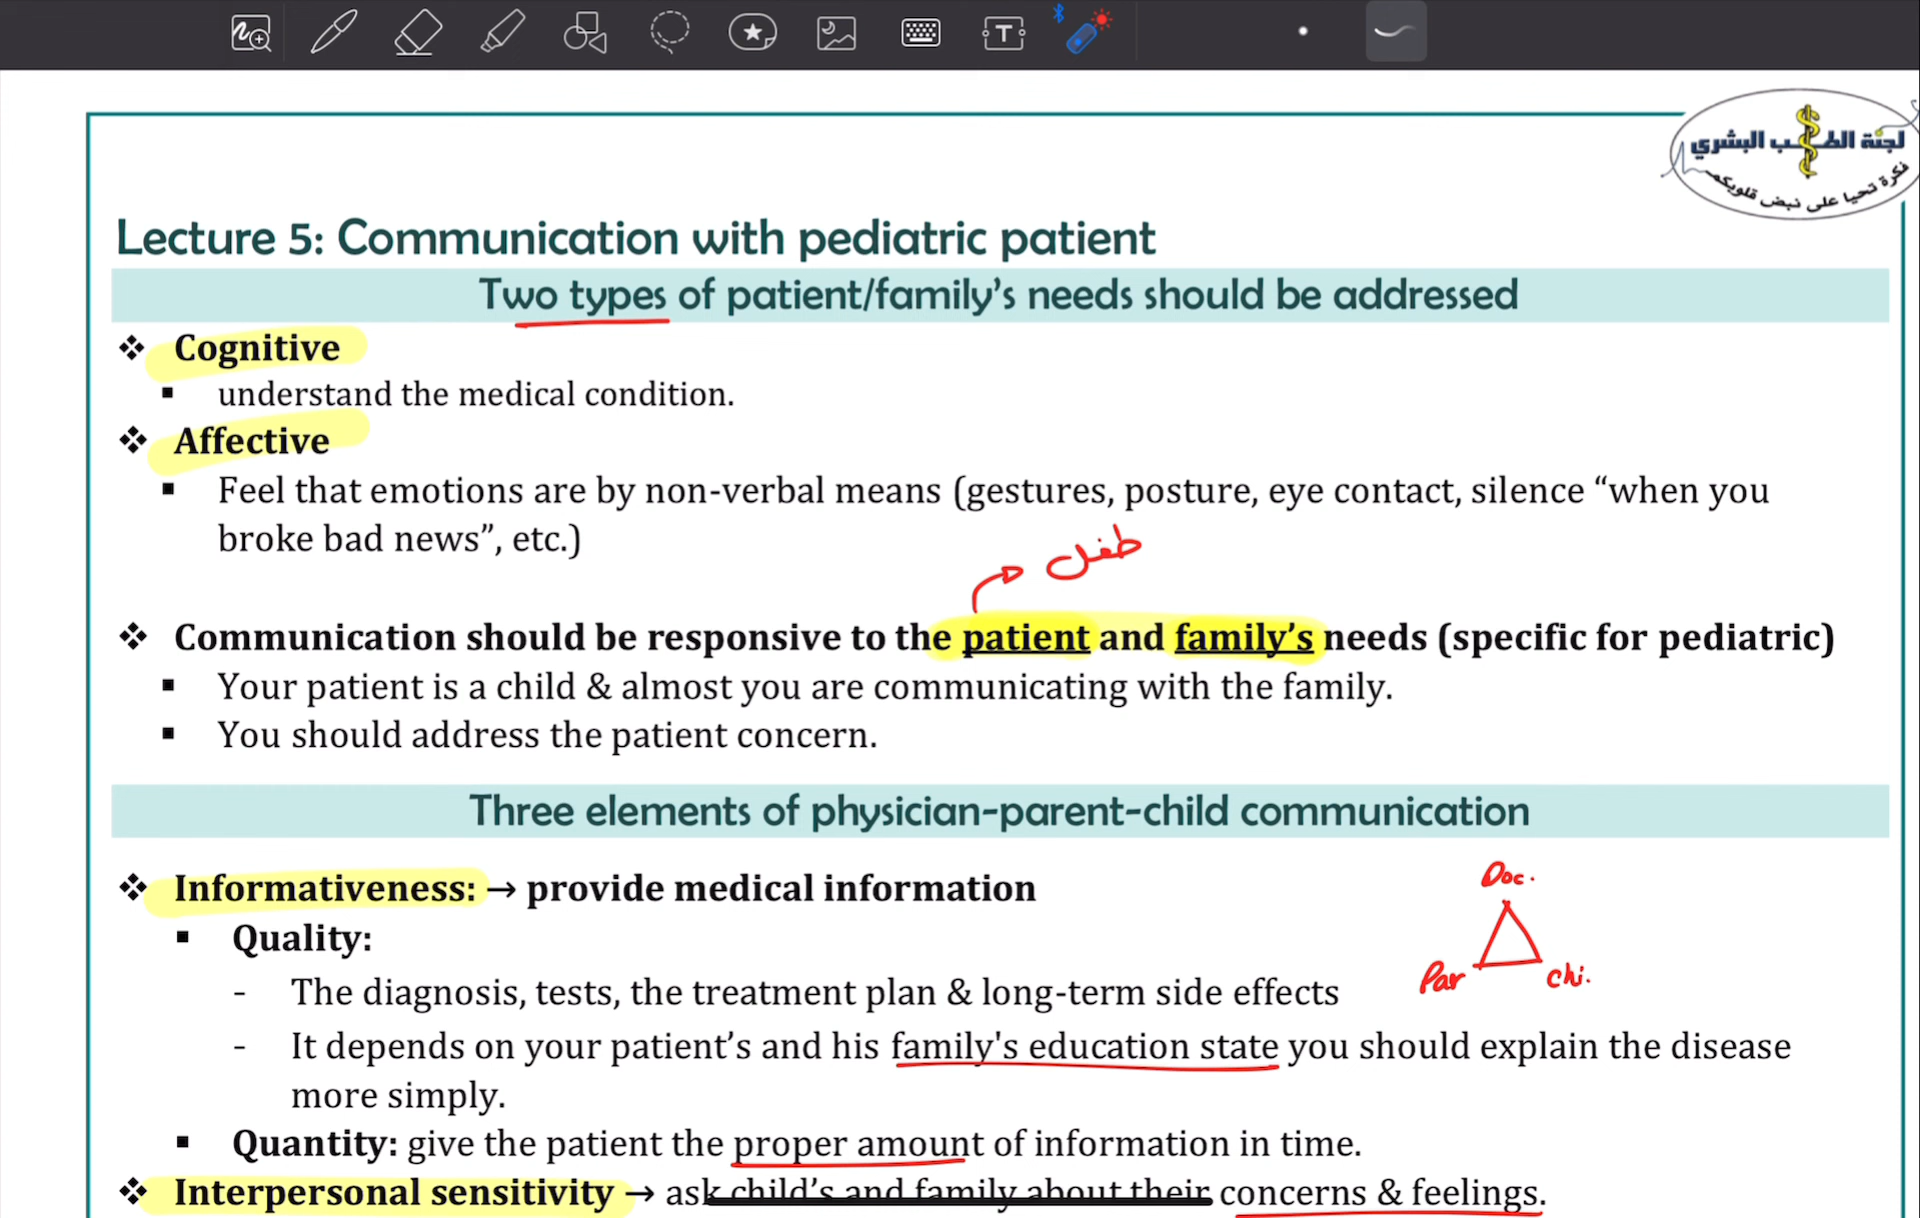 لجنة الطب البشري
فكرة تحيا على نبض قلوبكم
Lecture 5: Communication with pediatric patient
Two types of patient/family’s needs should be addressed
❖ Cognitive
▪ understand the medical condition.
❖ Affective
▪ Feel that emotions are by non-verbal means (gestures, posture, eye contact, silence “when you
broke bad news”, etc.)
طفل
❖ Communication should be responsive to the patient and family’s needs (specific for pediatric)
▪ Your patient is a child & almost you are communicating with the family.
▪ You should address the patient concern.
Three elements of physician-parent-child communication
❖ Informativeness: → provide medical information
Doc.
▪ Quality:
Par
chi.
- The diagnosis, tests, the treatment plan & long-term side effects
- It depends on your patient’s and his family's education state you should explain the disease
more simply.
▪ Quantity: give the patient the proper amount of information in time.
❖ Interpersonal sensitivity → ask child’s and family about their concerns & feelings.